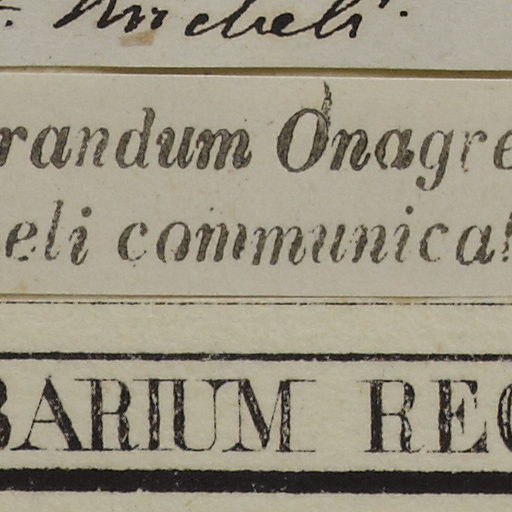 . Micheli.
randum Onagre
eli communica
BARIUM REG